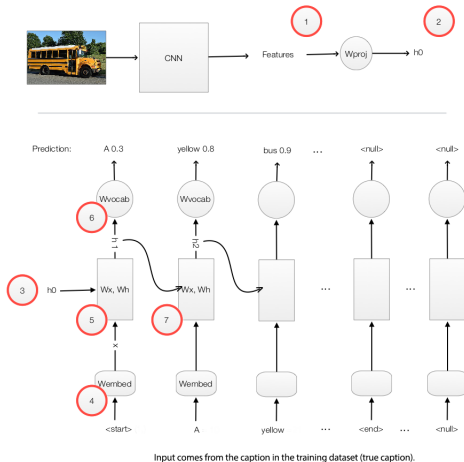 1 2
CNN Features Wproj h0
Prediction: A 0.3 yellow 0.8 bus 0.9 ... <null> <null>
Wvocab Wvocab
6
h1 h2
3 h0 Wx, Wh Wx, Wh ... ...
5 7
x
Wembed Wembed
4
<start> A yellow ... <end> ... <null>
Input comes from the caption in the training dataset (true caption).